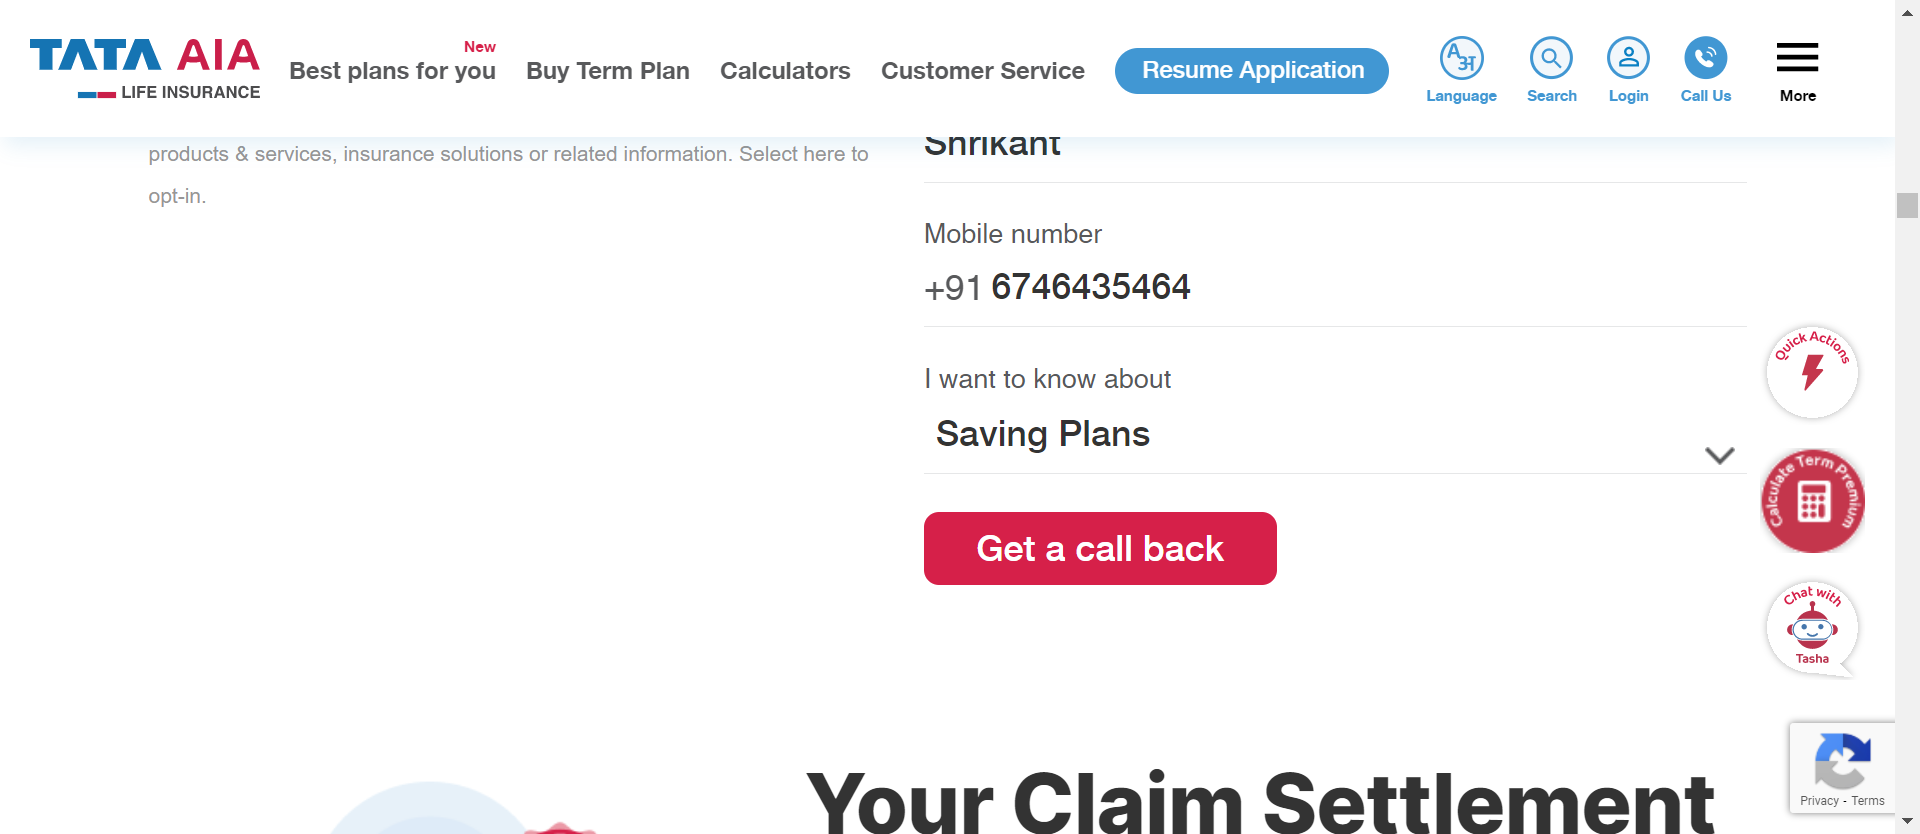 TATA AIA
LIFE INSURANCE
New
Best plans for you
Buy Term Plan
Calculators
Customer Service
Resume Application
Language
Search
Login
Call Us
More
products & services, insurance solutions or related information. Select here to
opt-in.
Shrikant
Mobile number
+91 6746435464
I want to know about
Saving Plans
Get a call back
Quick Actions
Calculate Term Premium
Chat with
Tasha
Privacy - Terms
Your Claim Settlement